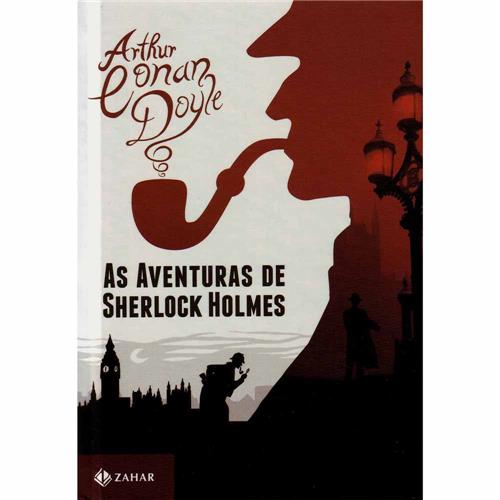 Arthur
Conan
Doyle
AS AVENTURAS DE
SHERLOCK HOLMES
ZAHAR